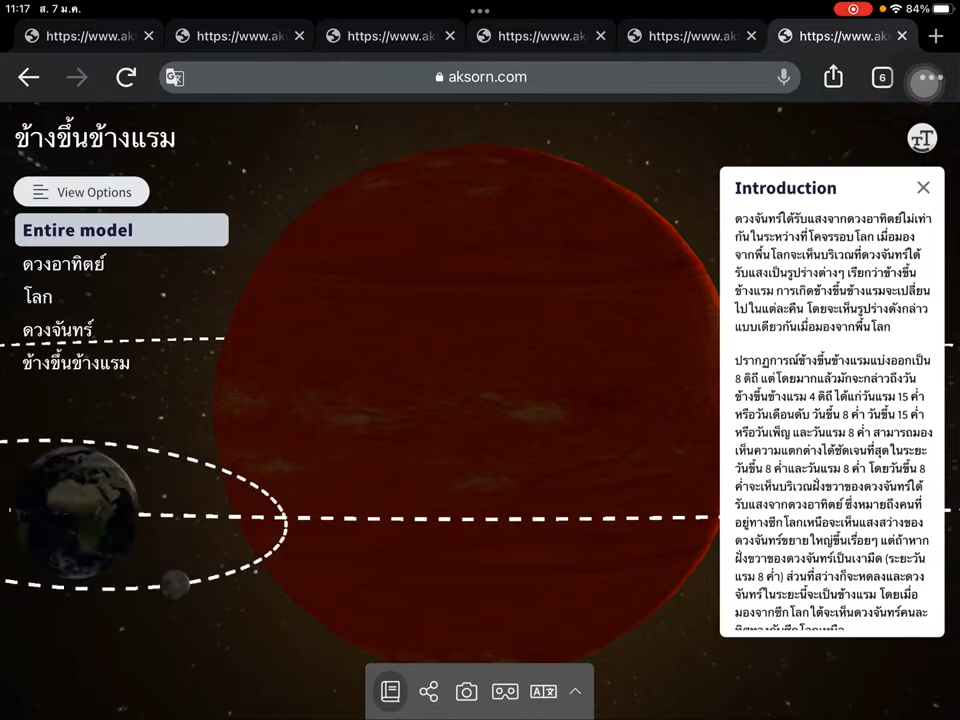 11:17 ส. 7 ม.ค.
84%
https://www.ak
https://www.ak
https://www.ak
https://www.ak
https://www.ak
https://www.ak
aksorn.com
6
ข้างขึ้นข้างแรม
TT
View Options
Entire model
ดวงอาทิตย์
โลก
ดวงจันทร์
ข้างขึ้นข้างแรม
Introduction
ดวงจันทร์ได้รับแสงจากดวงอาทิตย์ไม่เท่า
กันในระหว่างที่โคจรรอบโลก เมื่อมอง
จากพื้นโลกจะเห็นบริเวณที่ดวงจันทร์ได้
รับแสงเป็นรูปร่างต่างๆ เรียกว่าข้างขึ้น
ข้างแรม การเกิดข้างขึ้นข้างแรมจะเปลี่ยน
ไปในแต่ละคืน โดยจะเห็นรูปร่างดังกล่าว
แบบเดียวกันเมื่อมองจากพื้นโลก
ปรากฏการณ์ข้างขึ้นข้างแรมแบ่งออกเป็น
8 ดิถี แต่โดยมากแล้วมักจะกล่าวถึงวัน
ข้างขึ้นข้างแรม 4 ดิถี ได้แก่วันแรม 15 ค่ำ
หรือวันเดือนดับ วันขึ้น 8 ค่ำ วันขึ้น 15 ค่ำ
หรือวันเพ็ญ และวันแรม 8 ค่ำ สามารถมอง
เห็นความแตกต่างได้ชัดเจนที่สุดในระยะ
วันขึ้น 8 ค่ำและวันแรม 8 ค่ำ โดยวันขึ้น 8
ค่ำจะเห็นบริเวณฝั่งขวาของดวงจันทร์ได้
รับแสงจากดวงอาทิตย์ ซึ่งหมายถึงคนที่
อยู่ทางซีกโลกเหนือจะเห็นแสงสว่างของ
ดวงจันทร์ขยายใหญ่ขึ้นเรื่อยๆ แต่ถ้าหาก
ฝั่งขวาของดวงจันทร์เป็นเงามืด (ระยะวัน
แรม 8 ค่ำ) ส่วนที่สว่างก็จะหดลงและดวง
จันทร์ในระยะนี้จะเป็นข้างแรม โดยเมื่อ
มองจากซีกโลกใต้จะเห็นดวงจันทร์คนละ
ทิศทางกับซีกโลกเหนือ